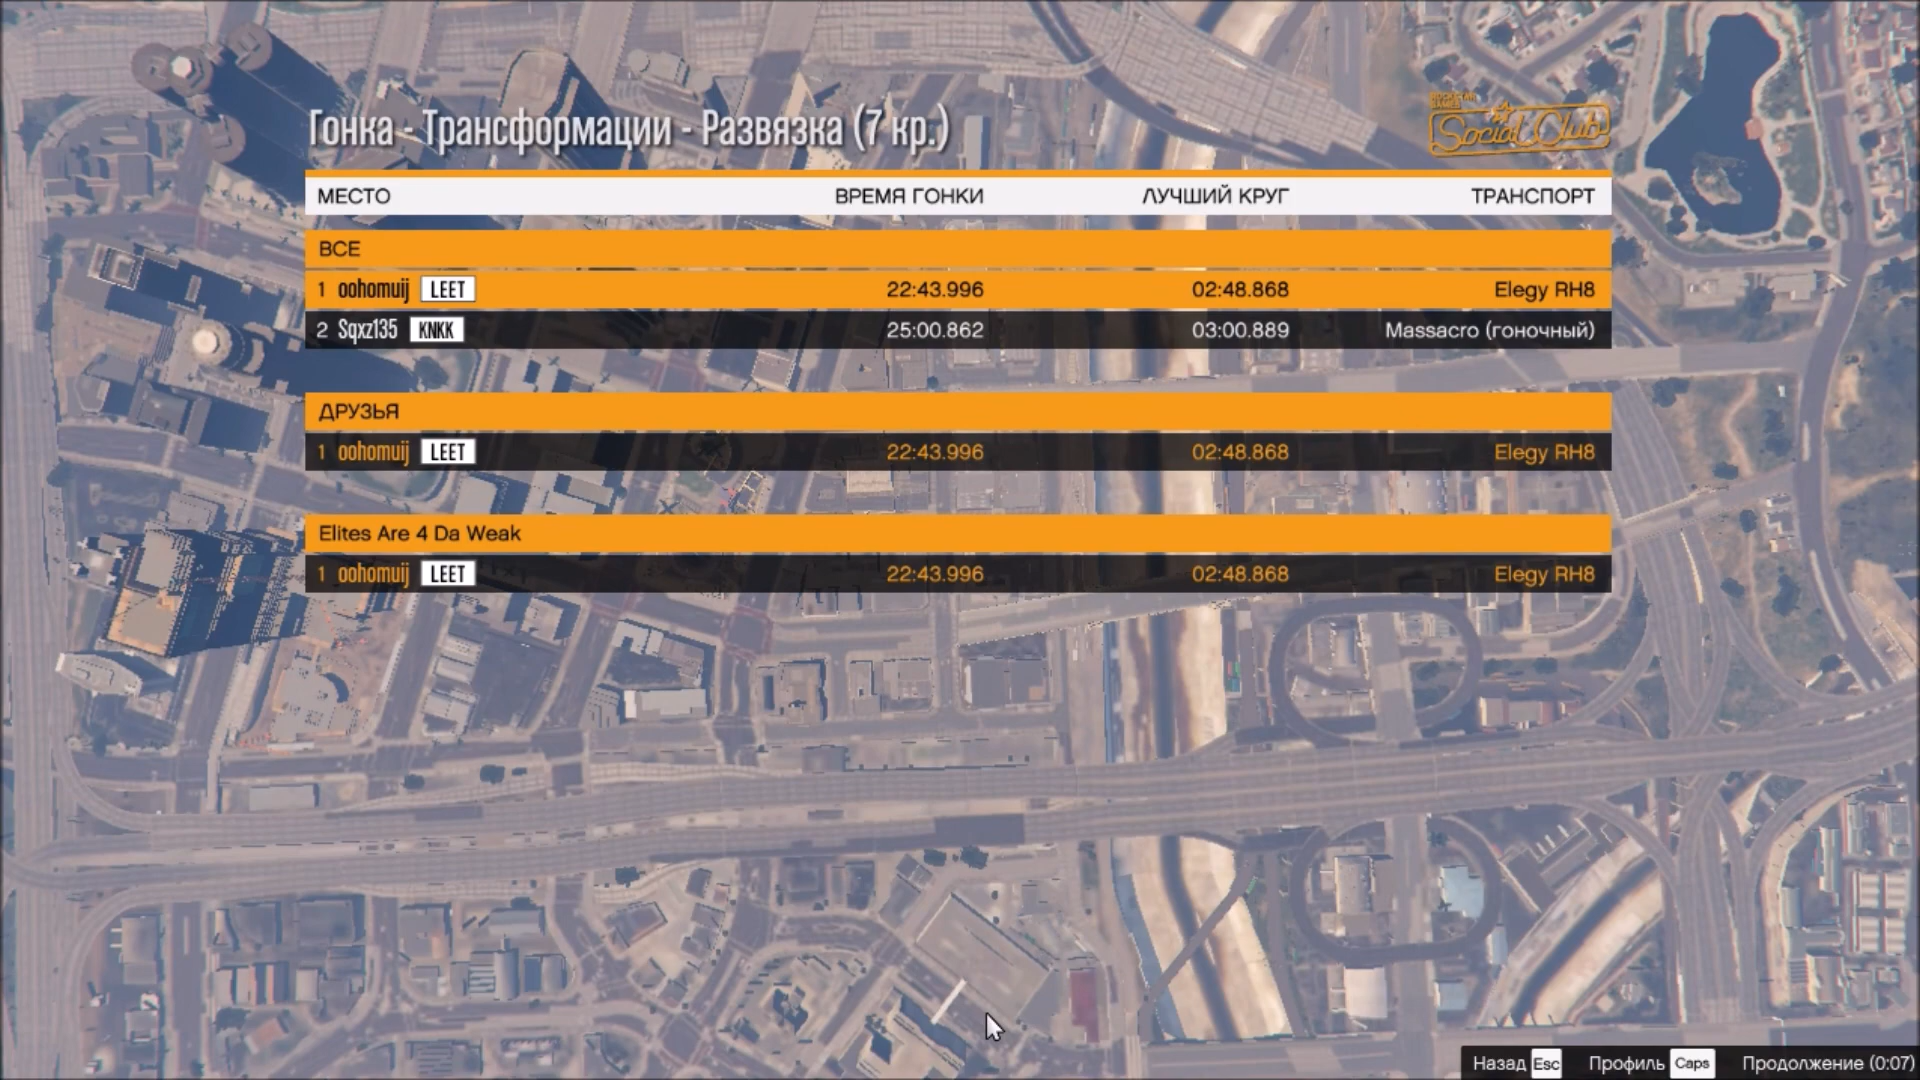 Гонка - Трансформации - Развязка (7 кр.)
ROCKSTAR GAMES
Social Club
МЕСТО ВРЕМЯ ГОНКИ ЛУЧШИЙ КРУГ ТРАНСПОРТ
ВСЕ
1 oohomuij LEET 22:43.996 02:48.868 Elegy RH8
2 Sqxz135 KNKK 25:00.862 03:00.889 Massacro (гоночный)
ДРУЗЬЯ
1 oohomuij LEET 22:43.996 02:48.868 Elegy RH8
Elites Are 4 Da Weak
1 oohomuij LEET 22:43.996 02:48.868 Elegy RH8
Назад Esc Профиль Caps Продолжение (0:07)